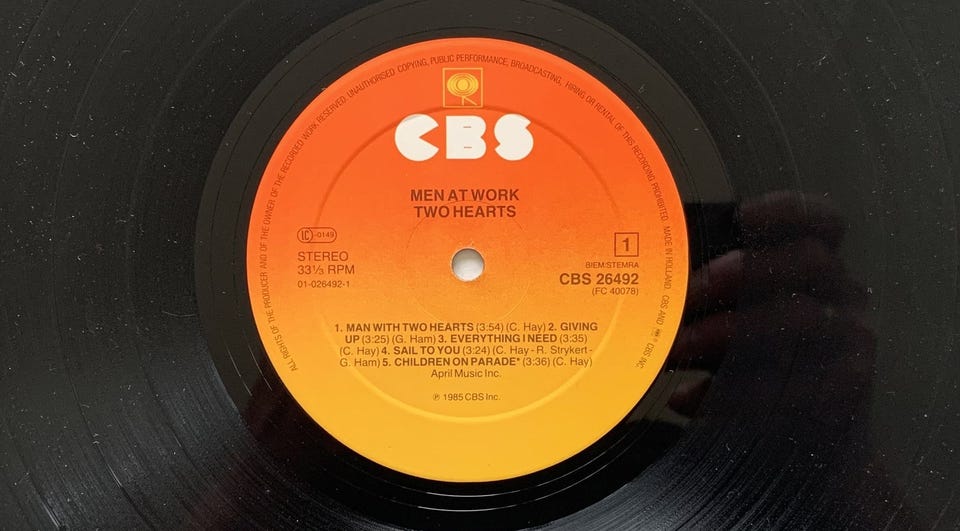 ALL RIGHTS OF THE PRODUCER AND OF THE OWNER OF THE RECORDED WORK RESERVED. UNAUTHORISED COPYING, PUBLIC PERFORMANCE, BROADCASTING, HIRING OR RENTAL OF THIS RECORDING PROHIBITED. MADE IN HOLLAND. CBS AND ℗ CBS INC.
CBS
MEN AT WORK
TWO HEARTS
LC-0149
STEREO
33⅓ RPM
01-026492-1
1
BIEM/STEMRA
CBS 26492
(FC 40078)
1. MAN WITH TWO HEARTS (3:54) (C. Hay) 2. GIVING
UP (3:25) (G. Ham) 3. EVERYTHING I NEED (3:35)
(C. Hay) 4. SAIL TO YOU (3:24) (C. Hay - R. Strykert -
G. Ham) 5. CHILDREN ON PARADE* (3:36) (C. Hay)
April Music Inc.
℗ 1985 CBS Inc.